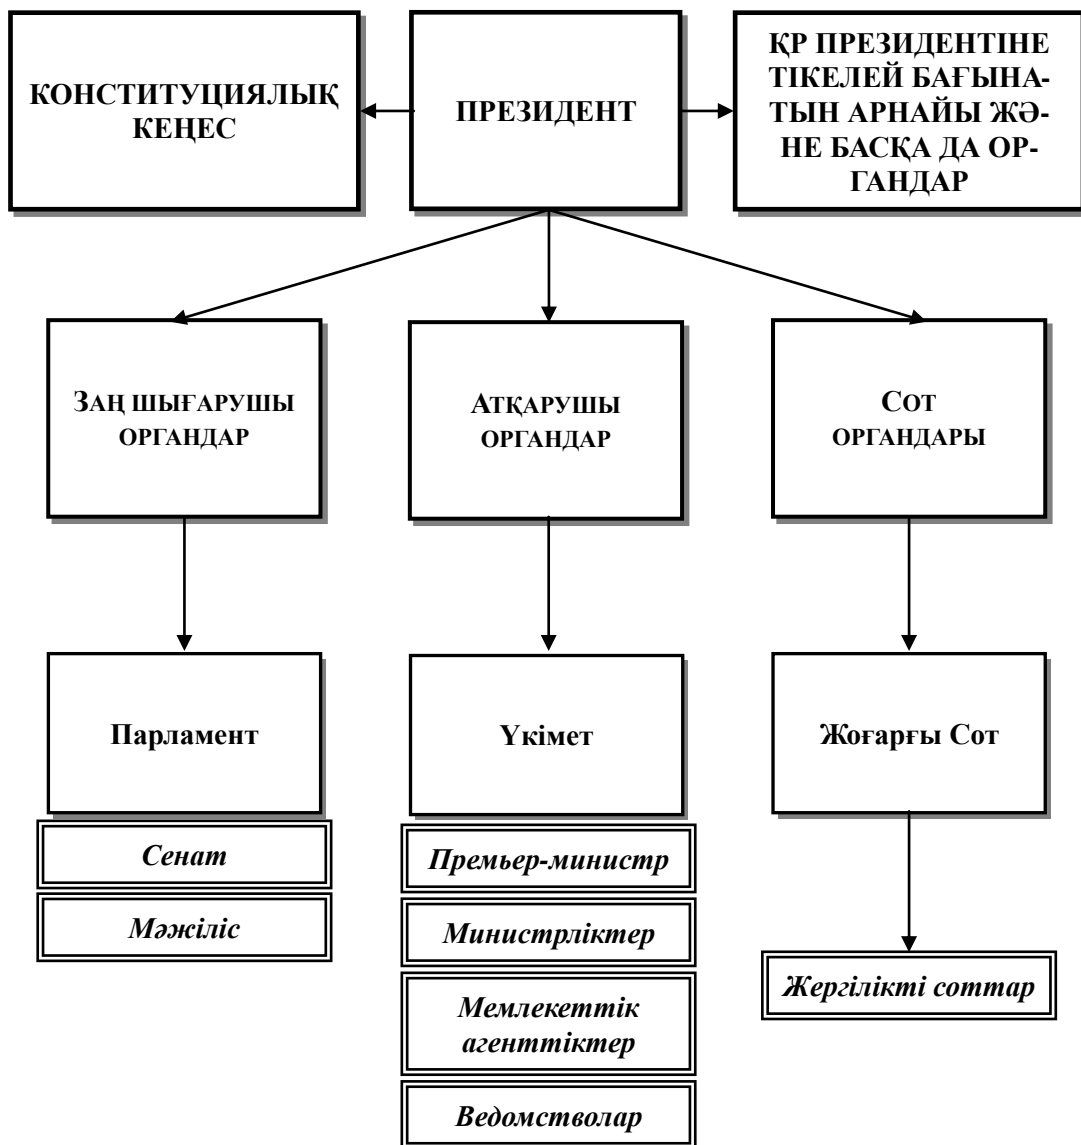 КОНСТИТУЦИЯЛЫҚ
КЕҢЕС
ПРЕЗИДЕНТ
ҚР ПРЕЗИДЕНТІНЕ
ТІКЕЛЕЙ БАҒЫНА-
ТЫН АРНАЙЫ ЖӘ-
НЕ БАСҚА ДА ОР-
ГАНДАР
ЗАҢ ШЫҒАРУШЫ
ОРГАНДАР
АТҚАРУШЫ
ОРГАНДАР
СОТ
ОРГАНДАРЫ
Парламент
Үкімет
Жоғарғы Сот
Сенат
Мәжіліс
Премьер-министр
Министрліктер
Мемлекеттік
агенттіктер
Ведомстволар
Жергілікті соттар